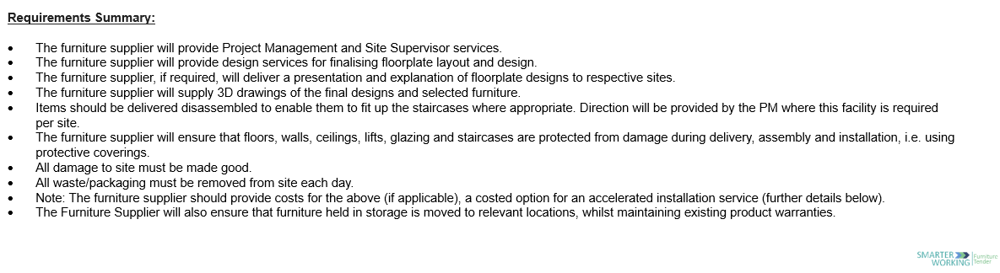 Requirements Summary:
• The furniture supplier will provide Project Management and Site Supervisor services.
• The furniture supplier will provide design services for finalising floorplate layout and design.
• The furniture supplier, if required, will deliver a presentation and explanation of floorplate designs to respective sites.
• The furniture supplier will supply 3D drawings of the final designs and selected furniture.
• Items should be delivered disassembled to enable them to fit up the staircases where appropriate. Direction will be provided by the PM where this facility is required
per site.
• The furniture supplier will ensure that floors, walls, ceilings, lifts, glazing and staircases are protected from damage during delivery, assembly and installation, i.e. using
protective coverings.
• All damage to site must be made good.
• All waste/packaging must be removed from site each day.
• Note: The furniture supplier should provide costs for the above (if applicable), a costed option for an accelerated installation service (further details below).
• The Furniture Supplier will also ensure that furniture held in storage is moved to relevant locations, whilst maintaining existing product warranties.
SMARTER
WORKING
Furniture
Tender